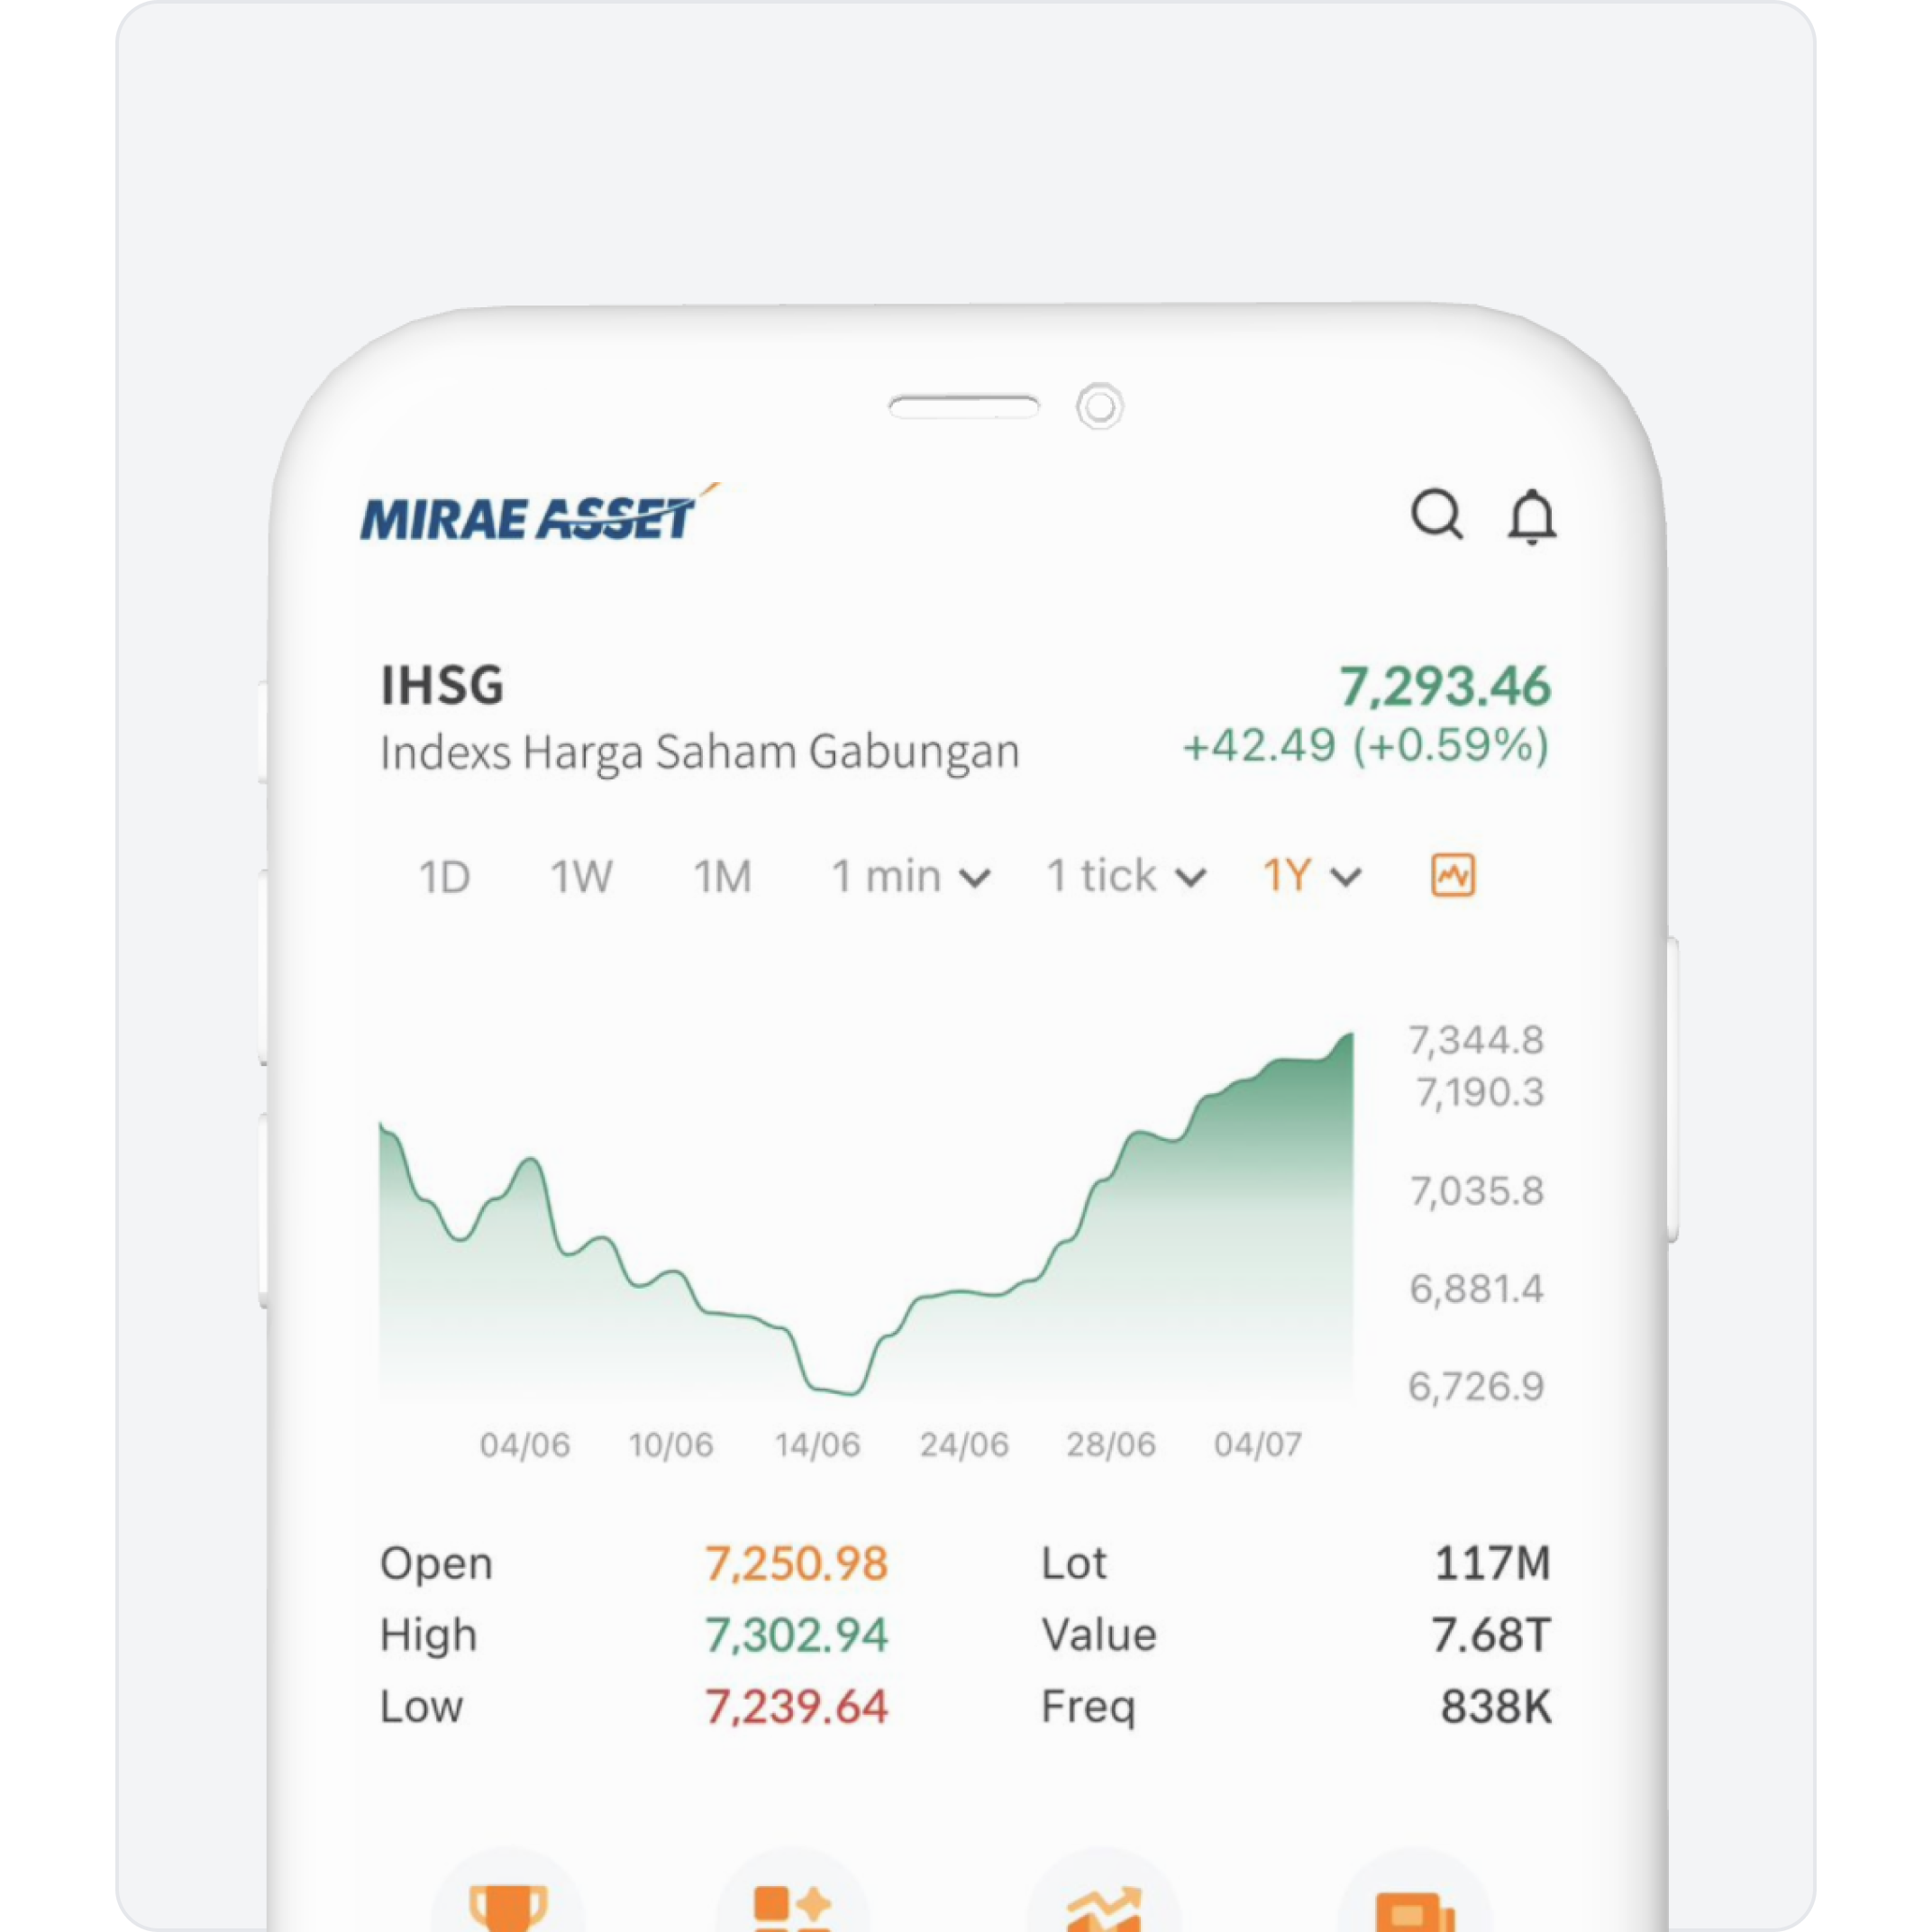 MIRAE ASSET
IHSG
7,293.46
Indexs Harga Saham Gabungan
+42.49 (+0.59%)
1D 1W 1M 1 min 1 tick 1Y
7,344.8
7,190.3
7,035.8
6,881.4
6,726.9
04/06 10/06 14/06 24/06 28/06 04/07
Open 7,250.98 Lot 117M
High 7,302.94 Value 7.68T
Low 7,239.64 Freq 838K